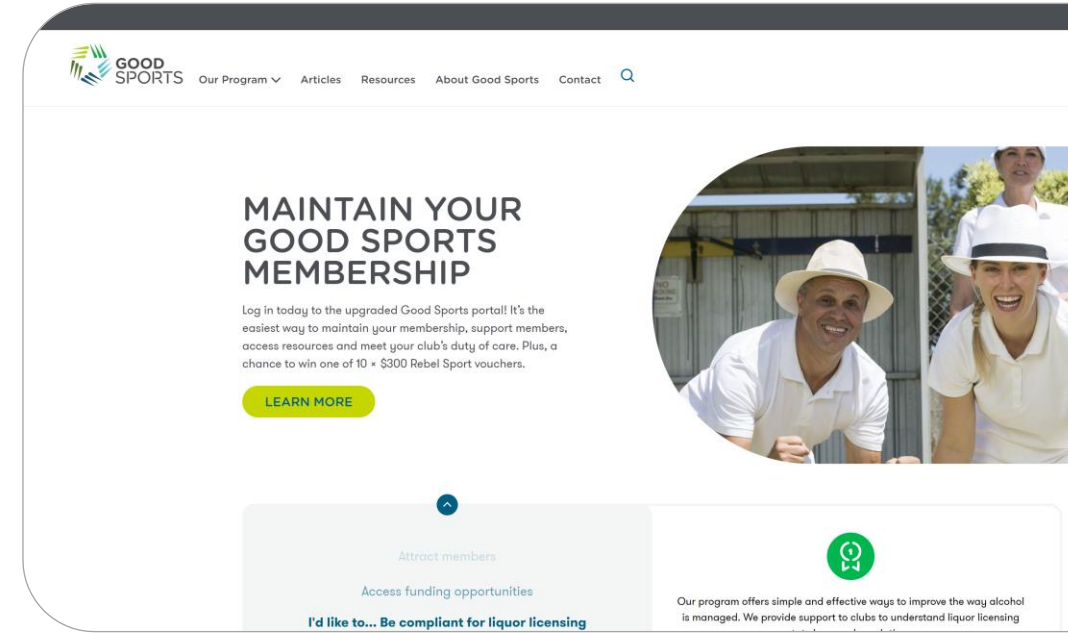 GOOD
SPORTS
Our Program
Articles
Resources
About Good Sports
Contact
MAINTAIN YOUR
GOOD SPORTS
MEMBERSHIP
Log in today to the upgraded Good Sports portal! It's the
easiest way to maintain your membership, support members,
access resources and meet your club's duty of care. Plus, a
chance to win one of 10 × $300 Rebel Sport vouchers.
LEARN MORE
Attract members
Access funding opportunities
I'd like to... Be compliant for liquor licensing
Our program offers simple and effective ways to improve the way alcohol
is managed. We provide support to clubs to understand liquor licensing